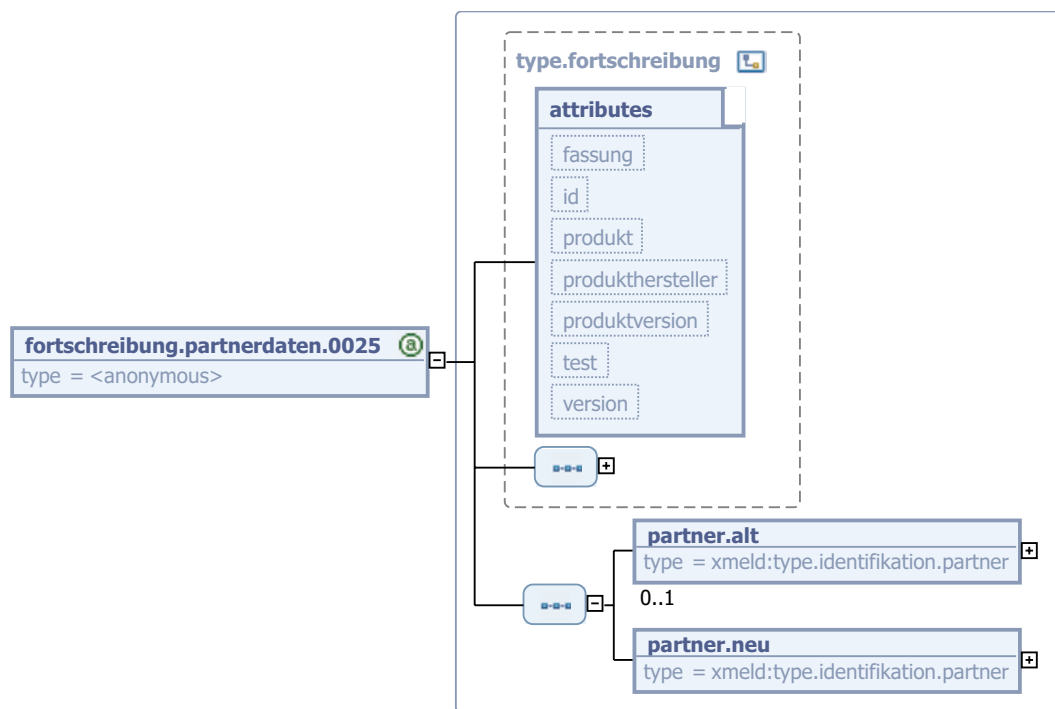 type.fortschreibung
attributes
fassung
id
produkt
produkthersteller
produktversion
test
version
fortschreibung.partnerdaten.0025
type = <anonymous>
partner.alt
type = xmeld:type.identifikation.partner
0..1
partner.neu
type = xmeld:type.identifikation.partner